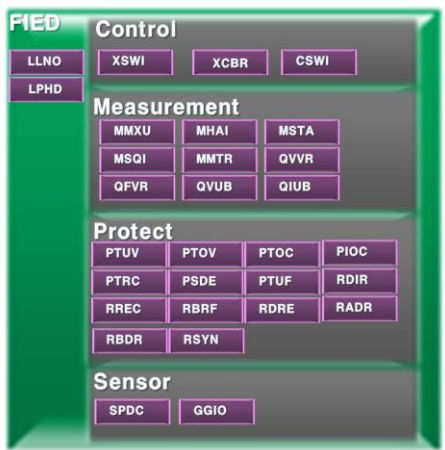 FIED
LLNO
LPHD
Control
XSWI XCBR CSWI
Measurement
MMXU MHAI MSTA
MSQI MMTR QVVR
QFVR QVUB QIUB
Protect
PTUV PTOV PTOC PIOC
PTRC PSDE PTUF RDIR
RREC RBRF RDRE RADR
RBDR RSYN
Sensor
SPDC GGIO